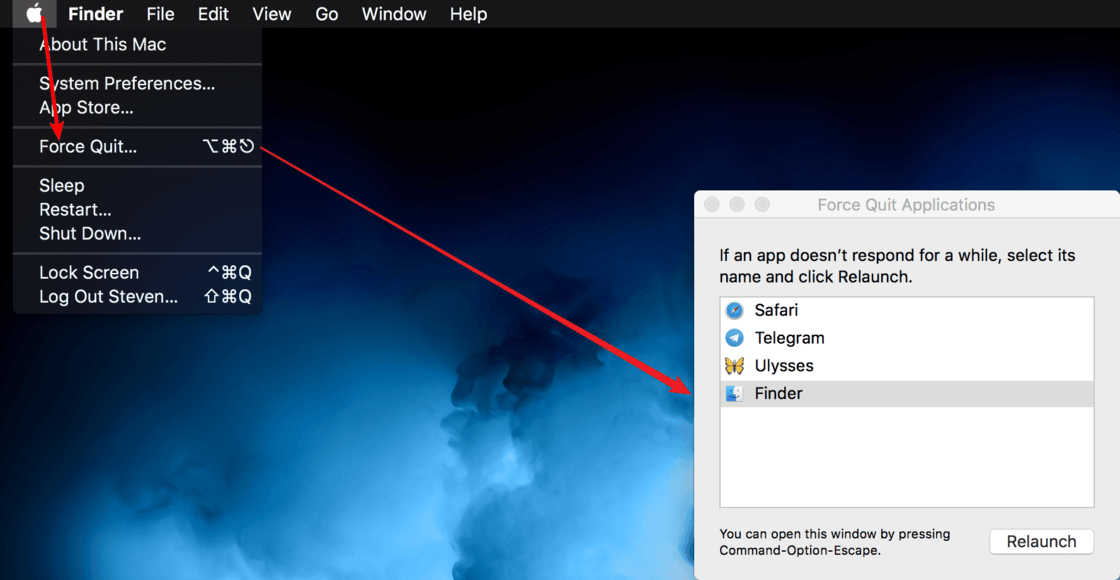 Finder File Edit View Go Window Help
About This Mac
System Preferences...
App Store...
Force Quit... ⌥⌘⎋
Sleep
Restart...
Shut Down...
Lock Screen ^⌘Q
Log Out Steven... ⇧⌘Q
Force Quit Applications
If an app doesn’t respond for a while, select its
name and click Relaunch.
Safari
Telegram
Ulysses
Finder
You can open this window by pressing
Command-Option-Escape.
Relaunch